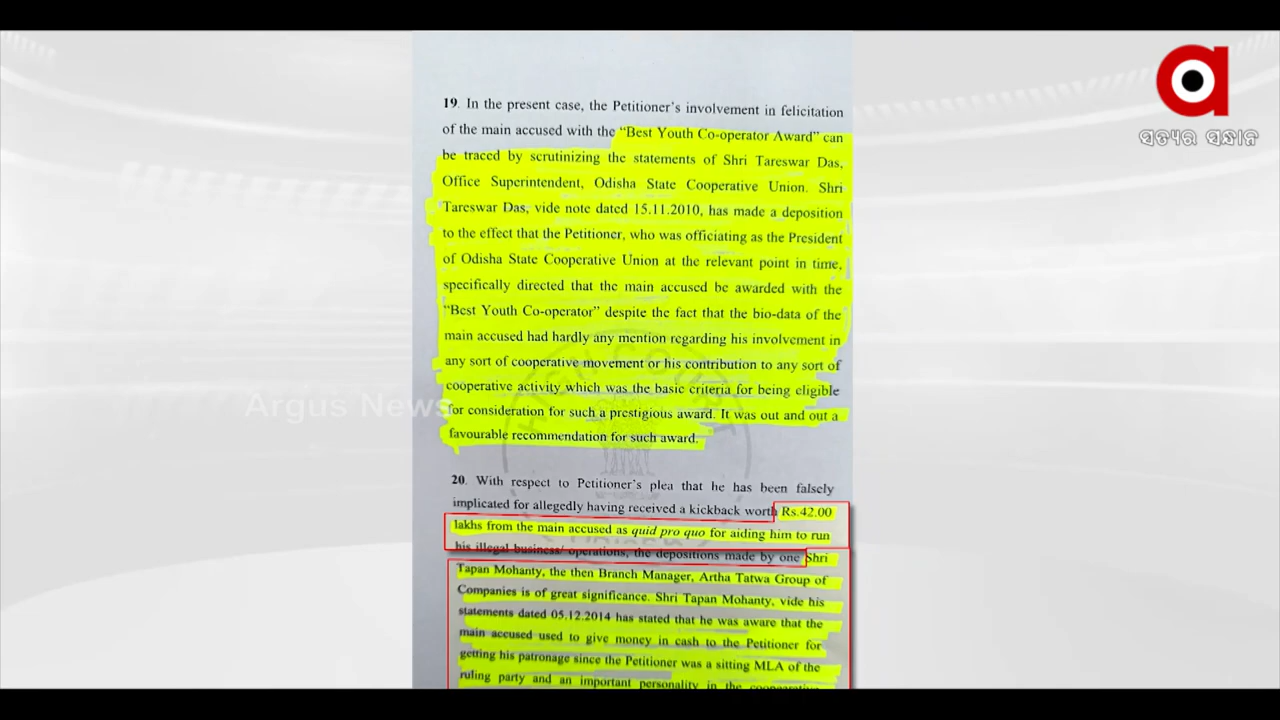 ସତ୍ୟର ସନ୍ଧାନ
19. In the present case, the Petitioner's involvement in felicitation
of the main accused with the “Best Youth Co-operator Award” can
be traced by scrutinizing the statements of Shri Tareswar Das,
Office Superintendent, Odisha State Cooperative Union. Shri
Tareswar Das, vide note dated 15.11.2010, has made a deposition
to the effect that the Petitioner, who was officiating as the President
of Odisha State Cooperative Union at the relevant point in time,
specifically directed that the main accused be awarded with the
“Best Youth Co-operator” despite the fact that the bio-data of the
main accused had hardly any mention regarding his involvement in
any sort of cooperative movement or his contribution to any sort of
cooperative activity which was the basic criteria for being eligible
for consideration for such a prestigious award. It was out and out a
favourable recommendation for such award.
Argus News
HIGH COURT
20. With respect to Petitioner's plea that he has been falsely
implicated for allegedly having received a kickback worth Rs.42.00
lakhs from the main accused as quid pro quo for aiding him to run
his illegal business/ operations, the depositions made by one Shri
Tapan Mohanty, the then Branch Manager, Artha Tatwa Group of
Companies is of great significance. Shri Tapan Mohanty, vide his
statements dated 05.12.2014 has stated that he was aware that the
main accused used to give money in cash to the Petitioner for
getting his patronage since the Petitioner was a sitting MLA of the
ruling party and an important personality in the cooperative